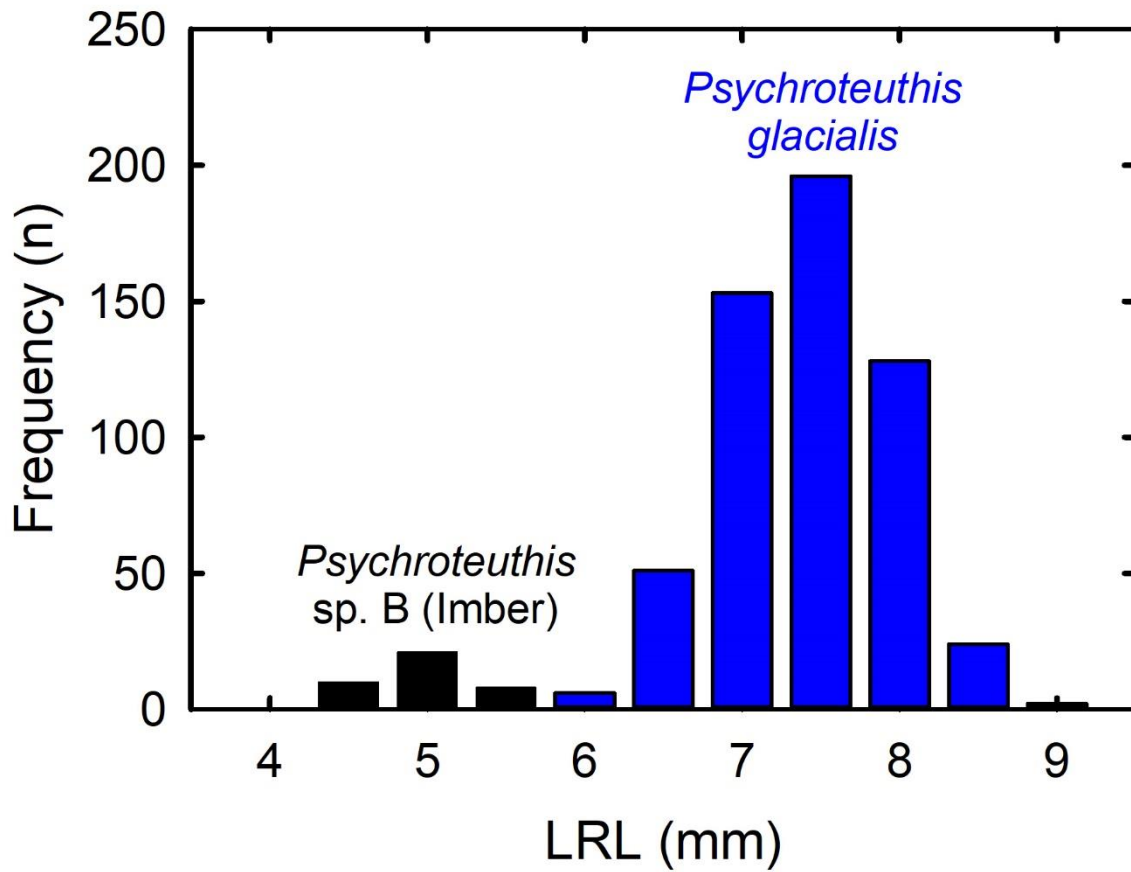 250
200
150
100
50
0
Frequency (n)
Psychroteuthis
glacialis
Psychroteuthis
sp. B (Imber)
4 5 6 7 8 9
LRL (mm)